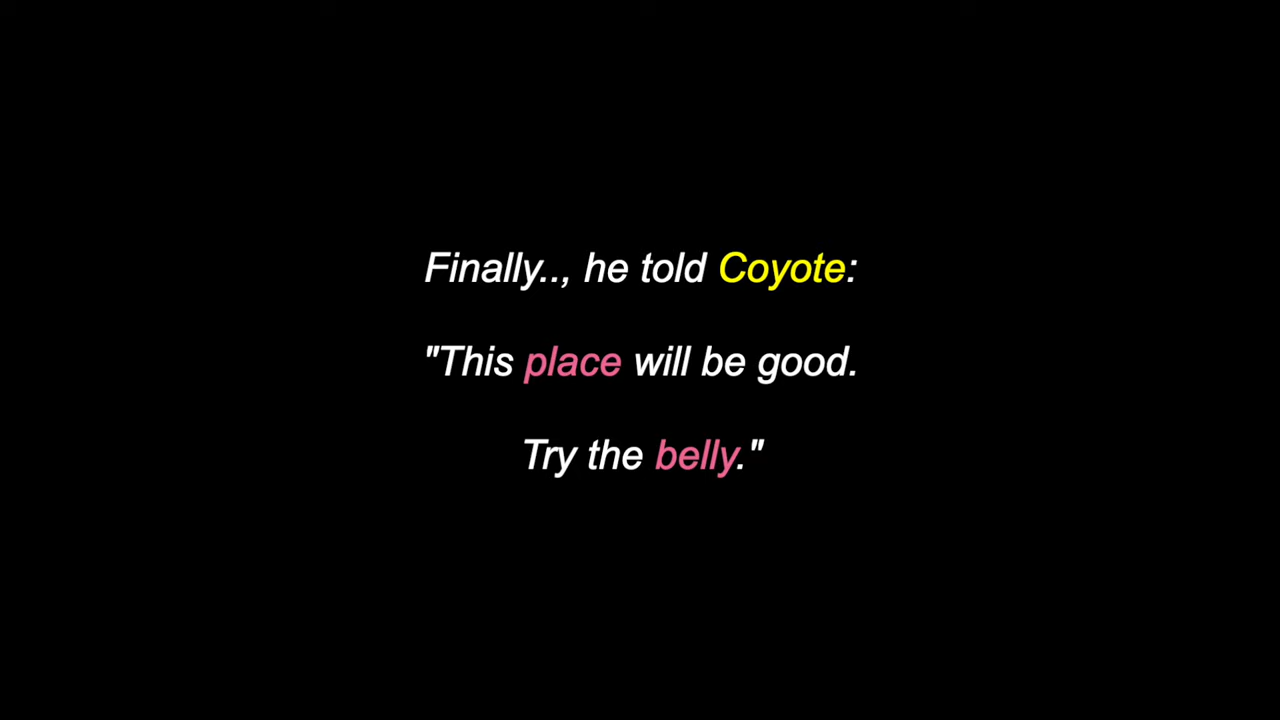 Finally.., he told Coyote:
"This place will be good.
Try the belly."